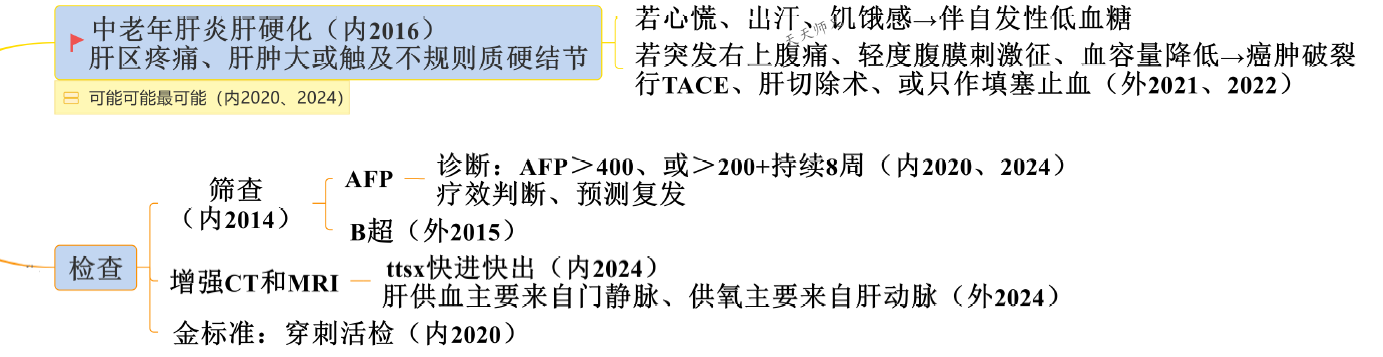 中老年肝炎肝硬化（内2016）
肝区疼痛、肝肿大或触及不规则质硬结节
可能可能最可能（内2020、2024）
若心慌、出汗、饥饿感→伴自发性低血糖
若突发右上腹痛、轻度腹膜刺激征、血容量降低→癌肿破裂
行TACE、肝切除术、或只作填塞止血（外2021、2022）
天天师
检查
筛查
（内2014）
AFP
诊断：AFP＞400、或＞200+持续8周（内2020、2024）
疗效判断、预测复发
B超（外2015）
增强CT和MRI
ttsx快进快出（内2024）
肝供血主要来自门静脉、供氧主要来自肝动脉（外2024）
金标准：穿刺活检（内2020）